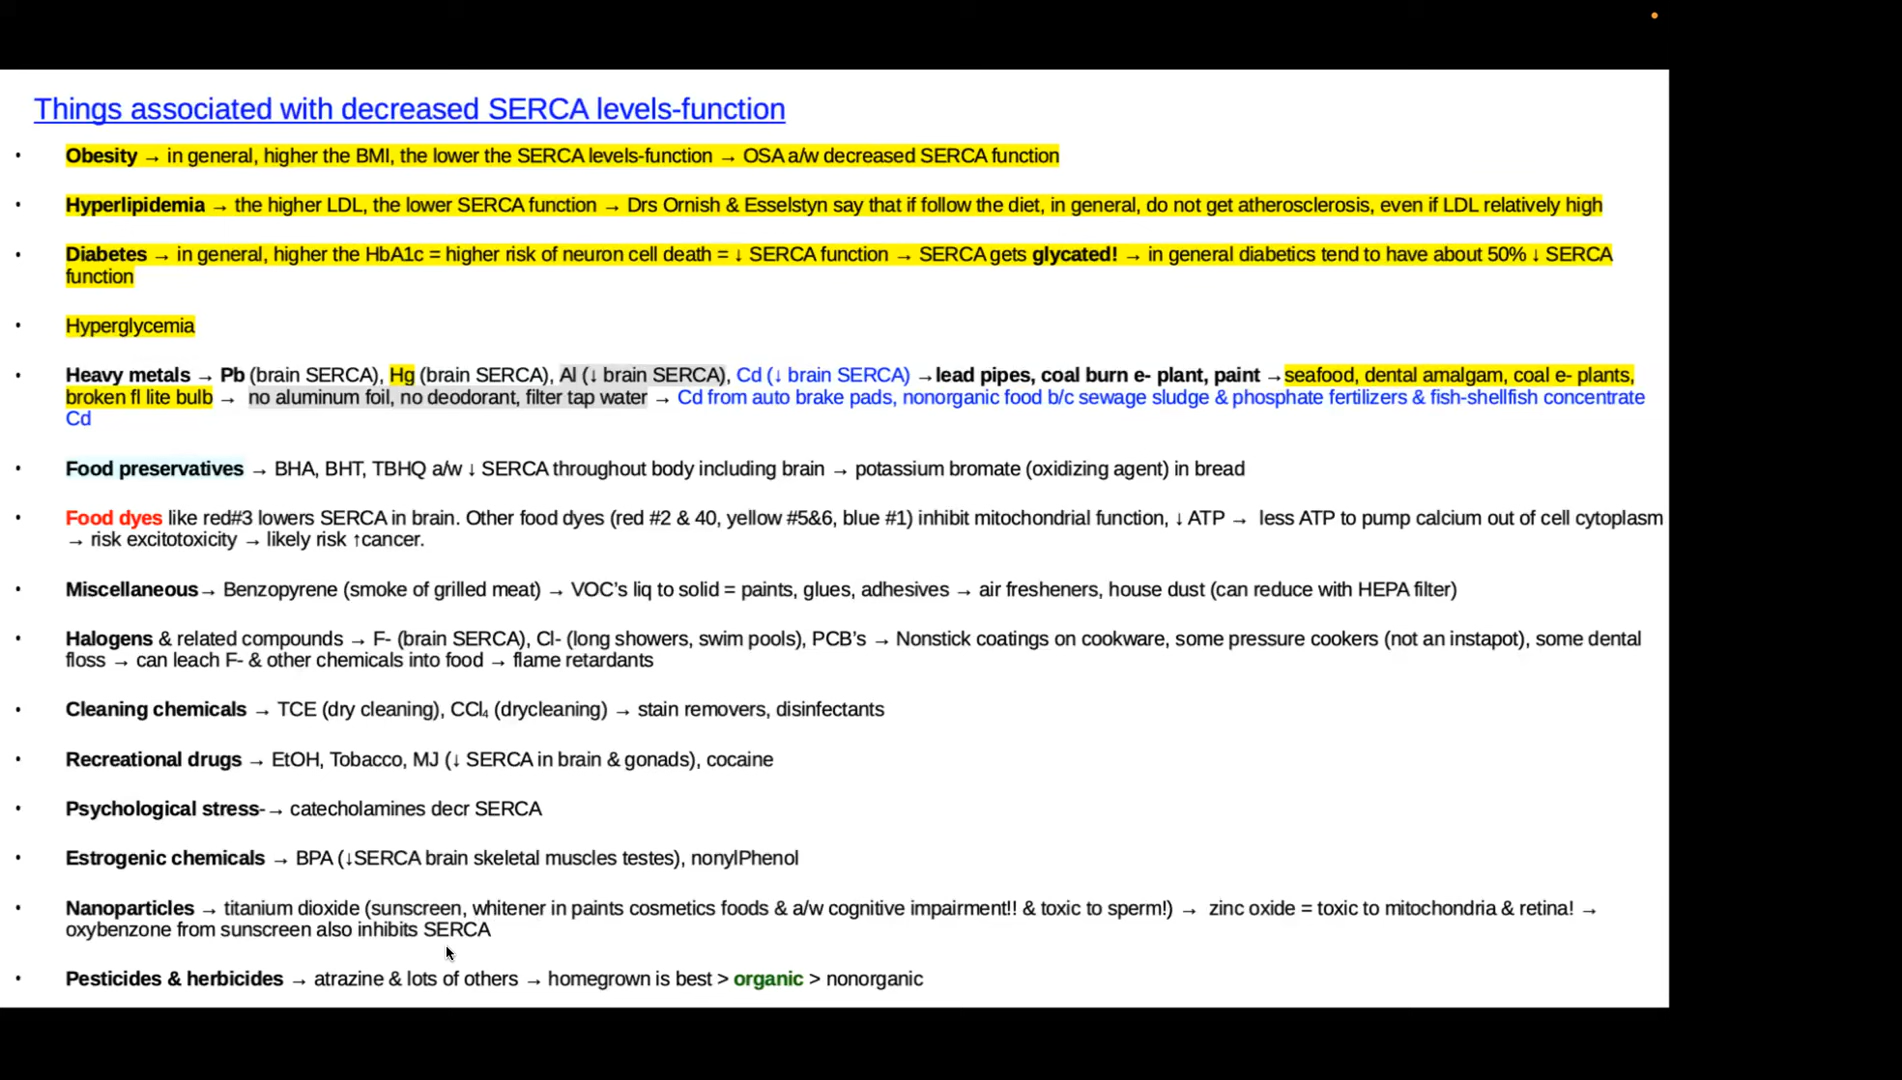 Things associated with decreased SERCA levels-function
• Obesity → in general, higher the BMI, the lower the SERCA levels-function → OSA a/w decreased SERCA function
• Hyperlipidemia → the higher LDL, the lower SERCA function → Drs Ornish & Esselstyn say that if follow the diet, in general, do not get atherosclerosis, even if LDL relatively high
• Diabetes → in general, higher the HbA1c = higher risk of neuron cell death = ↓ SERCA function → SERCA gets glycated! → in general diabetics tend to have about 50% ↓ SERCA
function
• Hyperglycemia
• Heavy metals → Pb (brain SERCA), Hg (brain SERCA), Al (↓ brain SERCA), Cd (↓ brain SERCA) →lead pipes, coal burn e- plant, paint →seafood, dental amalgam, coal e- plants,
broken fl lite bulb → no aluminum foil, no deodorant, filter tap water → Cd from auto brake pads, nonorganic food b/c sewage sludge & phosphate fertilizers & fish-shellfish concentrate
Cd
• Food preservatives → BHA, BHT, TBHQ a/w ↓ SERCA throughout body including brain → potassium bromate (oxidizing agent) in bread
• Food dyes like red#3 lowers SERCA in brain. Other food dyes (red #2 & 40, yellow #5&6, blue #1) inhibit mitochondrial function, ↓ ATP → less ATP to pump calcium out of cell cytoplasm
→ risk excitotoxicity → likely risk ↑cancer.
• Miscellaneous→ Benzopyrene (smoke of grilled meat) → VOC's liq to solid = paints, glues, adhesives → air fresheners, house dust (can reduce with HEPA filter)
• Halogens & related compounds → F- (brain SERCA), Cl- (long showers, swim pools), PCB's → Nonstick coatings on cookware, some pressure cookers (not an instapot), some dental
floss → can leach F- & other chemicals into food → flame retardants
• Cleaning chemicals → TCE (dry cleaning), CCl₄ (drycleaning) → stain removers, disinfectants
• Recreational drugs → EtOH, Tobacco, MJ (↓ SERCA in brain & gonads), cocaine
• Psychological stress-→ catecholamines decr SERCA
• Estrogenic chemicals → BPA (↓SERCA brain skeletal muscles testes), nonylPhenol
• Nanoparticles → titanium dioxide (sunscreen, whitener in paints cosmetics foods & a/w cognitive impairment!! & toxic to sperm!) → zinc oxide = toxic to mitochondria & retina! →
oxybenzone from sunscreen also inhibits SERCA
• Pesticides & herbicides → atrazine & lots of others → homegrown is best > organic > nonorganic